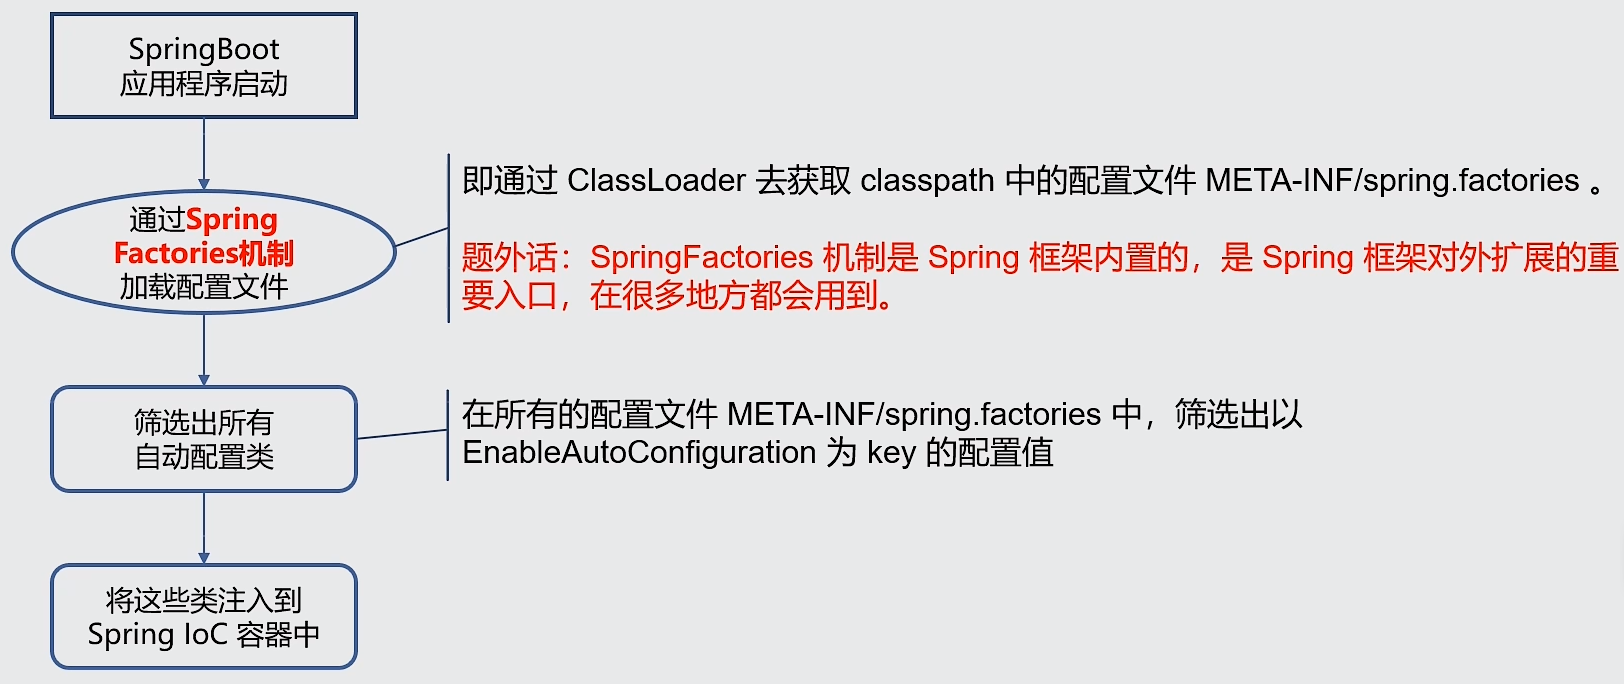 SpringBoot
应用程序启动
通过Spring
Factories机制
加载配置文件
即通过 ClassLoader 去获取 classpath 中的配置文件 META-INF/spring.factories 。
题外话：SpringFactories 机制是 Spring 框架内置的，是 Spring 框架对外扩展的重
要入口，在很多地方都会用到。
筛选出所有
自动配置类
在所有的配置文件 META-INF/spring.factories 中，筛选出以
EnableAutoConfiguration 为 key 的配置值
将这些类注入到
Spring IoC 容器中